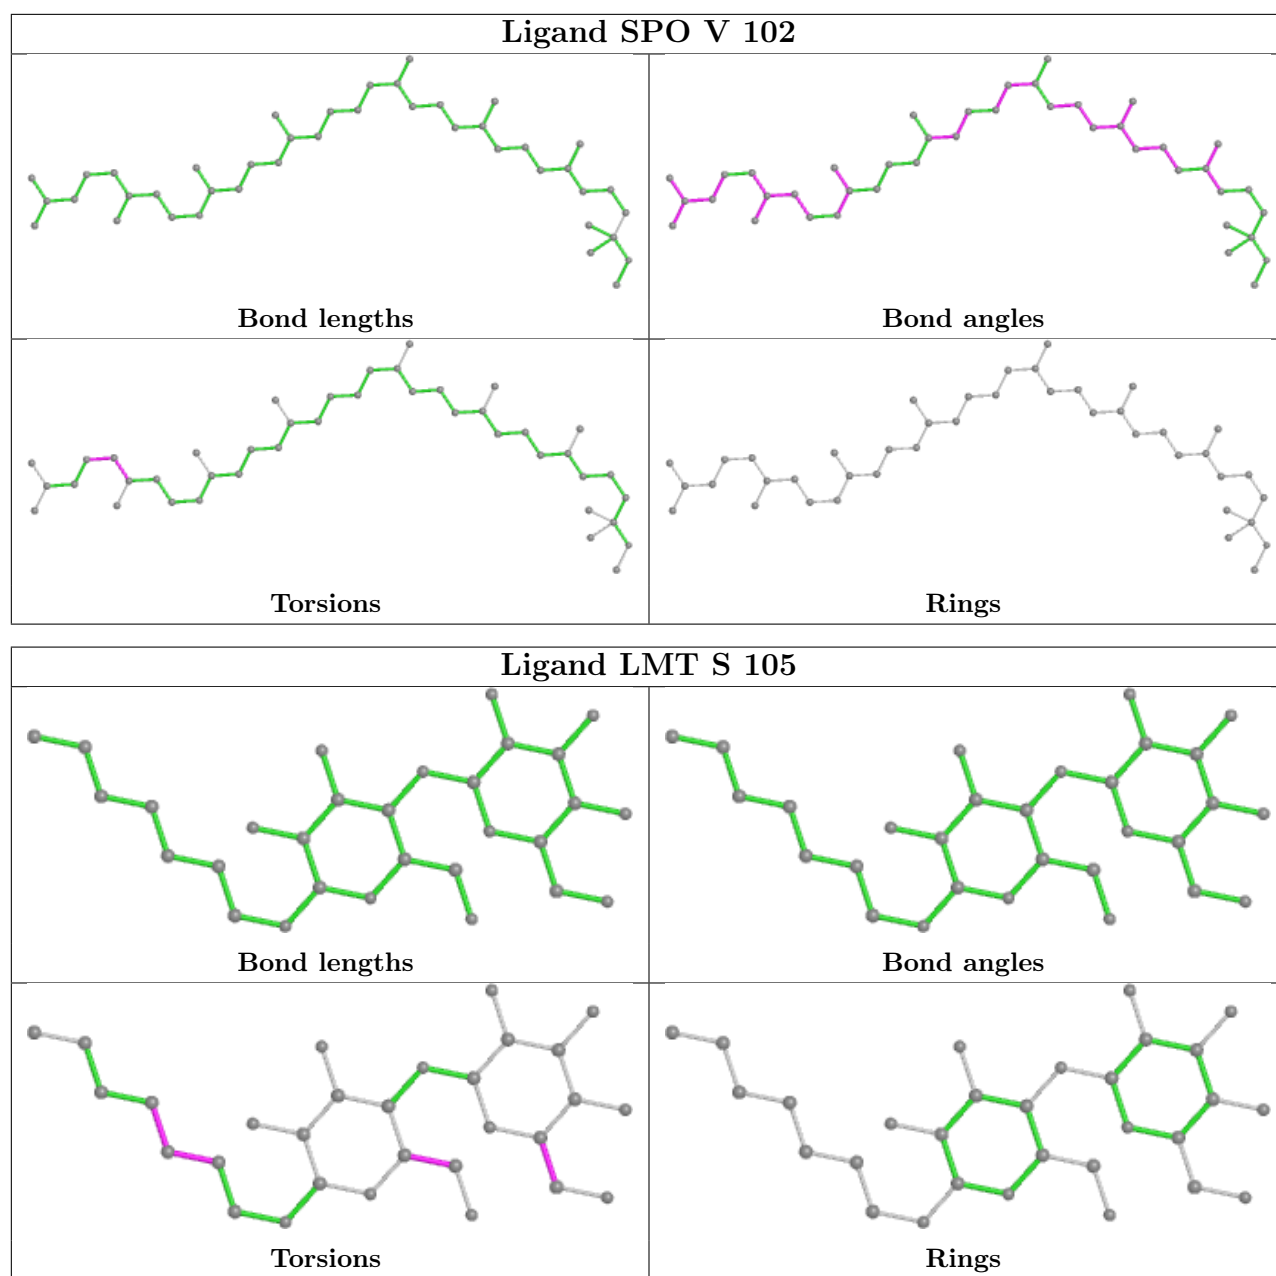 Ligand SPO V 102
Bond lengths
Bond angles
Torsions
Rings
Ligand LMT S 105
Bond lengths
Bond angles
Torsions
Rings